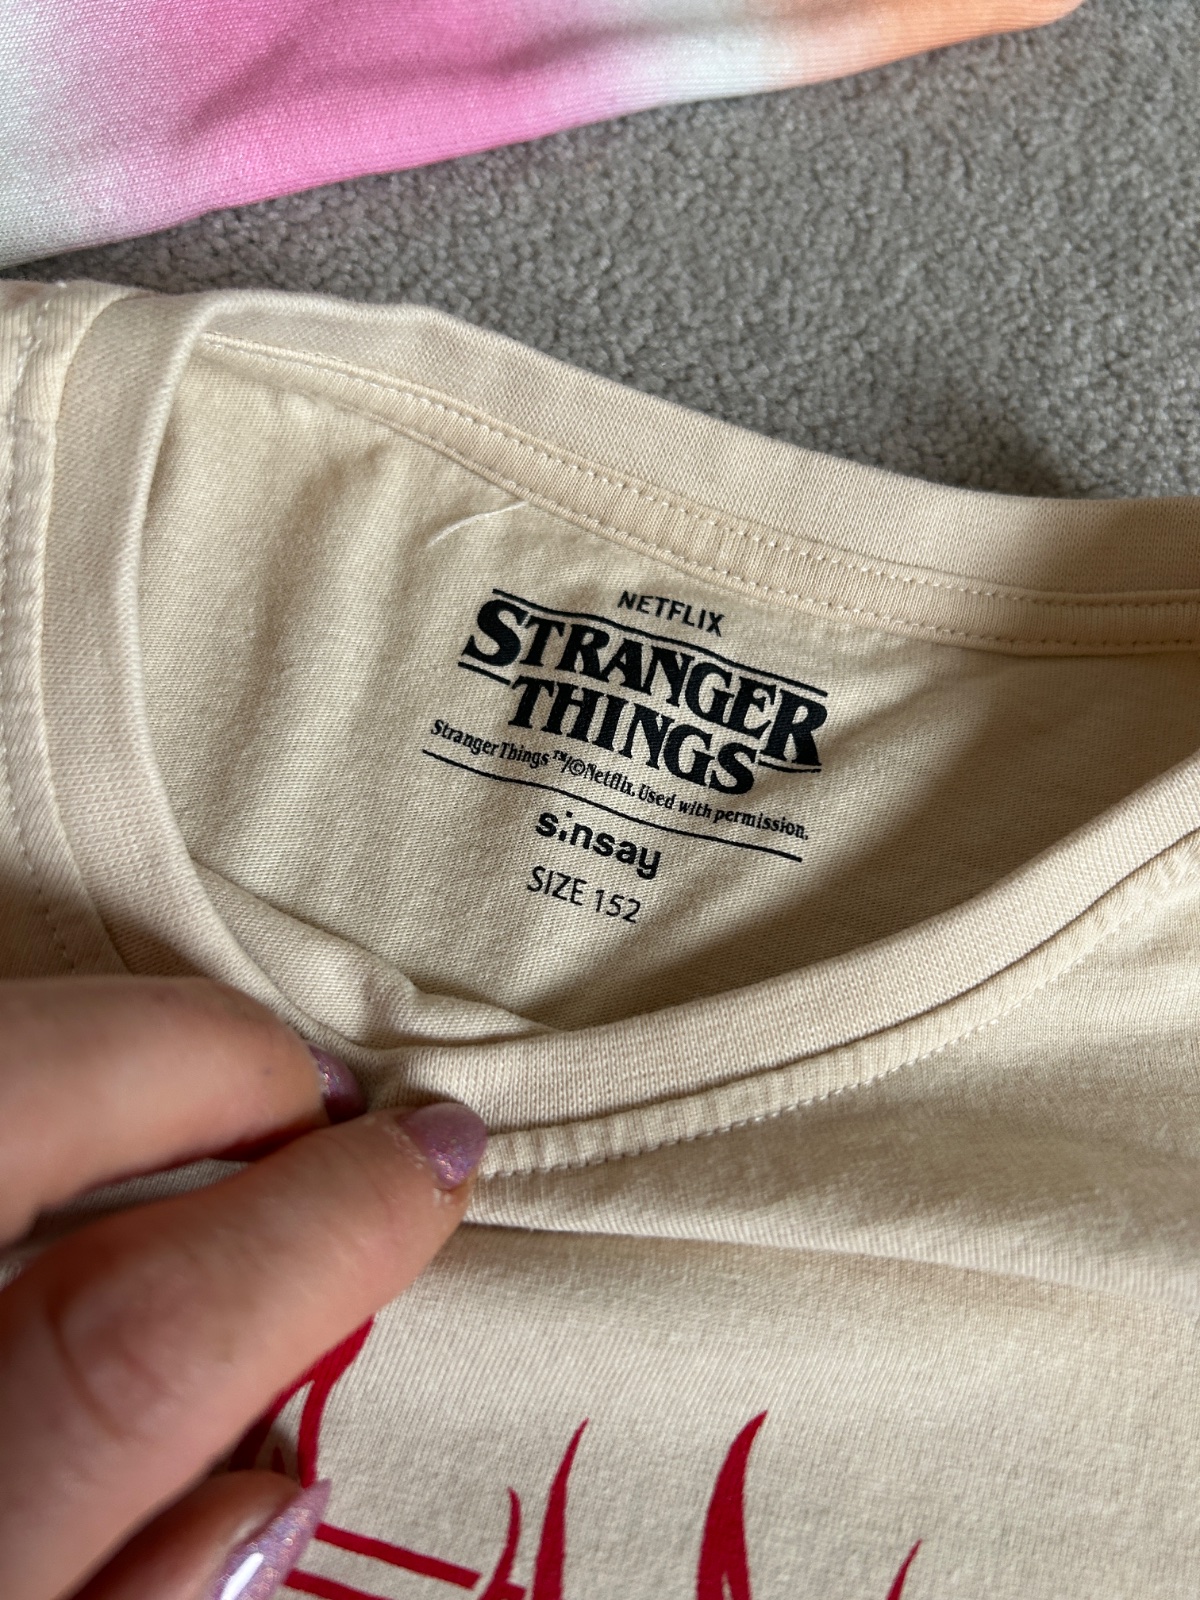 NETFLIX
STRANGER
THINGS
Stranger Things ™/©Netflix. Used with permission.
sinsay
SIZE 152